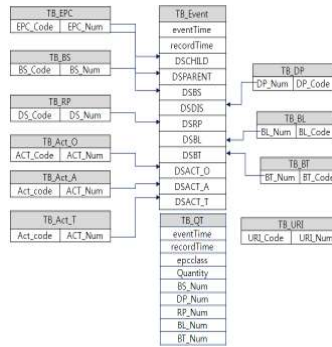 TB_EPC
EPC_Code EPC_Num
TB_BS
BS_Code BS_Num
TB_RP
DS_Code DS_Num
TB_Act_O
ACT_Code ACT_Num
TB_Act_A
Act_code ACT_Num
TB_Act_T
Act_code ACT_Num
TB_Event
eventTime
recordTime
DSCHILD
DSPARENT
DSBS
DSDIS
DSRP
DSBL
DSBT
DSACT_O
DSACT_A
DSACT_T
TB_DP
DP_Num DP_Code
TB_BL
BL_Num BL_Code
TB_BT
BT_Num BT_Code
TB_QT
eventTime
recordTime
epcclass
Quantity
BS_Num
DP_Num
RP_Num
BL_Num
BT_Num
TB_URI
URI_Code URI_Num